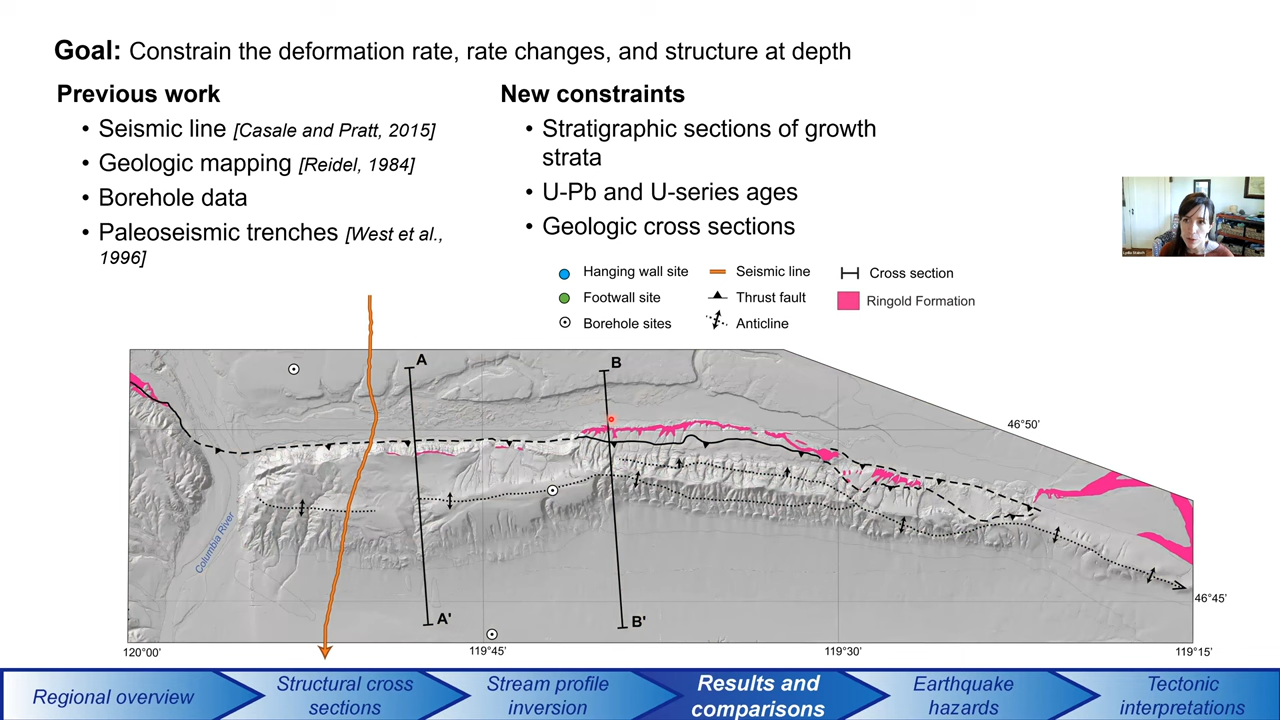 Goal: Constrain the deformation rate, rate changes, and structure at depth
Previous work
• Seismic line [Casale and Pratt, 2015]
• Geologic mapping [Reidel, 1984]
• Borehole data
• Paleoseismic trenches [West et al.,
1996]
New constraints
• Stratigraphic sections of growth
strata
• U-Pb and U-series ages
• Geologic cross sections
Hanging wall site
Seismic line
Cross section
Footwall site
Thrust fault
Ringold Formation
Borehole sites
Anticline
A
B
46°50'
Columbia River
46°45'
A'
B'
120°00'
119°45'
119°30'
119°15'
Regional overview
Structural cross
sections
Stream profile
inversion
Results and
comparisons
Earthquake
hazards
Tectonic
interpretations